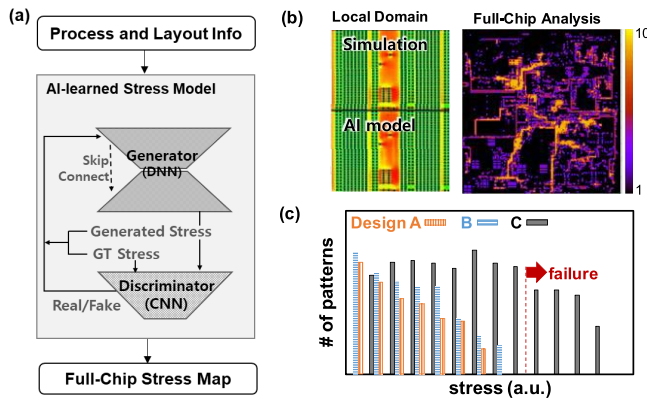 (a)
Process and Layout Info
AI-learned Stress Model
Generator
(DNN)
Skip
Connect
Generated Stress
GT Stress
Discriminator
(CNN)
Real/Fake
Full-Chip Stress Map
(b)
Local Domain
Full-Chip Analysis
Simulation
AI model
10
1
(c)
Design A
B
C
failure
# of patterns
stress (a.u.)